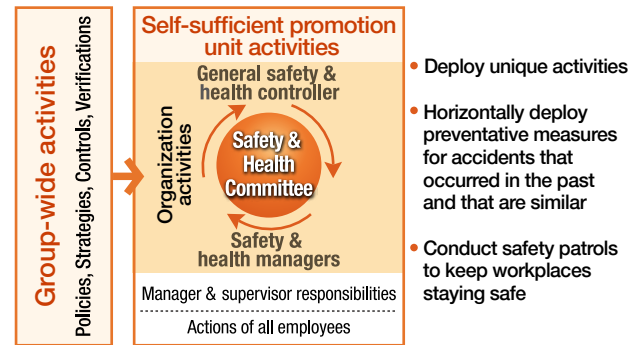 Group-wide activities
Policies, Strategies, Controls, Verifications
Self-sufficient promotion
unit activities
Organization
activities
General safety &
health controller
Safety &
Health
Committee
Safety &
health managers
Manager & supervisor responsibilities
Actions of all employees
• Deploy unique activities
• Horizontally deploy
preventative measures
for accidents that
occurred in the past
and that are similar
• Conduct safety patrols
to keep workplaces
staying safe